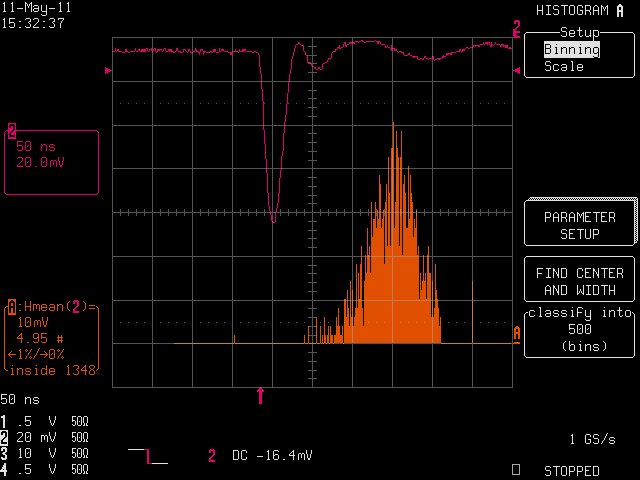 11-May-11
15:32:37
HISTOGRAM A
Setup
Binning
Scale
2
2
50 ns
20.0mV
PARAMETER
SETUP
FIND CENTER
AND WIDTH
classify into
500
(bins)
A:Hmean(2)=
10mV
4.95 #
←1%/→0%
inside 1348
A
50 ns
1 .5 V 50Ω
2 20 mV 50Ω
3 10 V 50Ω
4 .5 V 50Ω
2 DC -16.4mV
1 GS/s
STOPPED